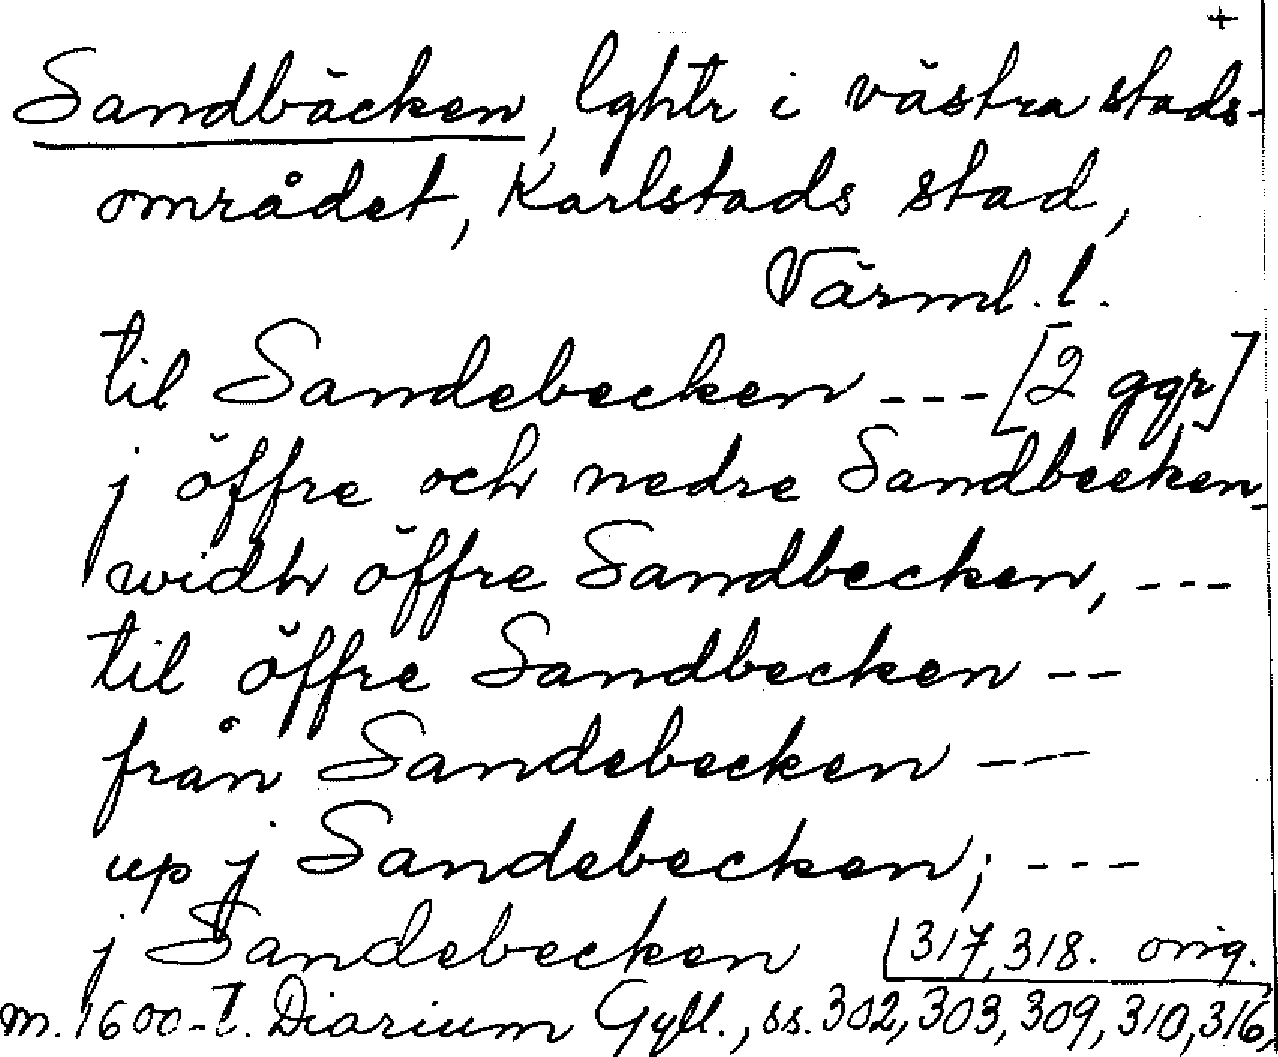 +
Sandbäcken, lghtr i västra stads-
området, Karlstads stad,
Värml. l.
til Sandebecken --- [2 ggr]
j öffre och nedre Sandbecken
widh öffre Sandbecken, ---
til öffre Sandbecken --
från Sandebecken ---
up j Sandebecken; ---
j Sandebecken 317, 318. orig.
m. 1600-t. Diarium Gyll., ss. 302, 303, 309, 310, 316,